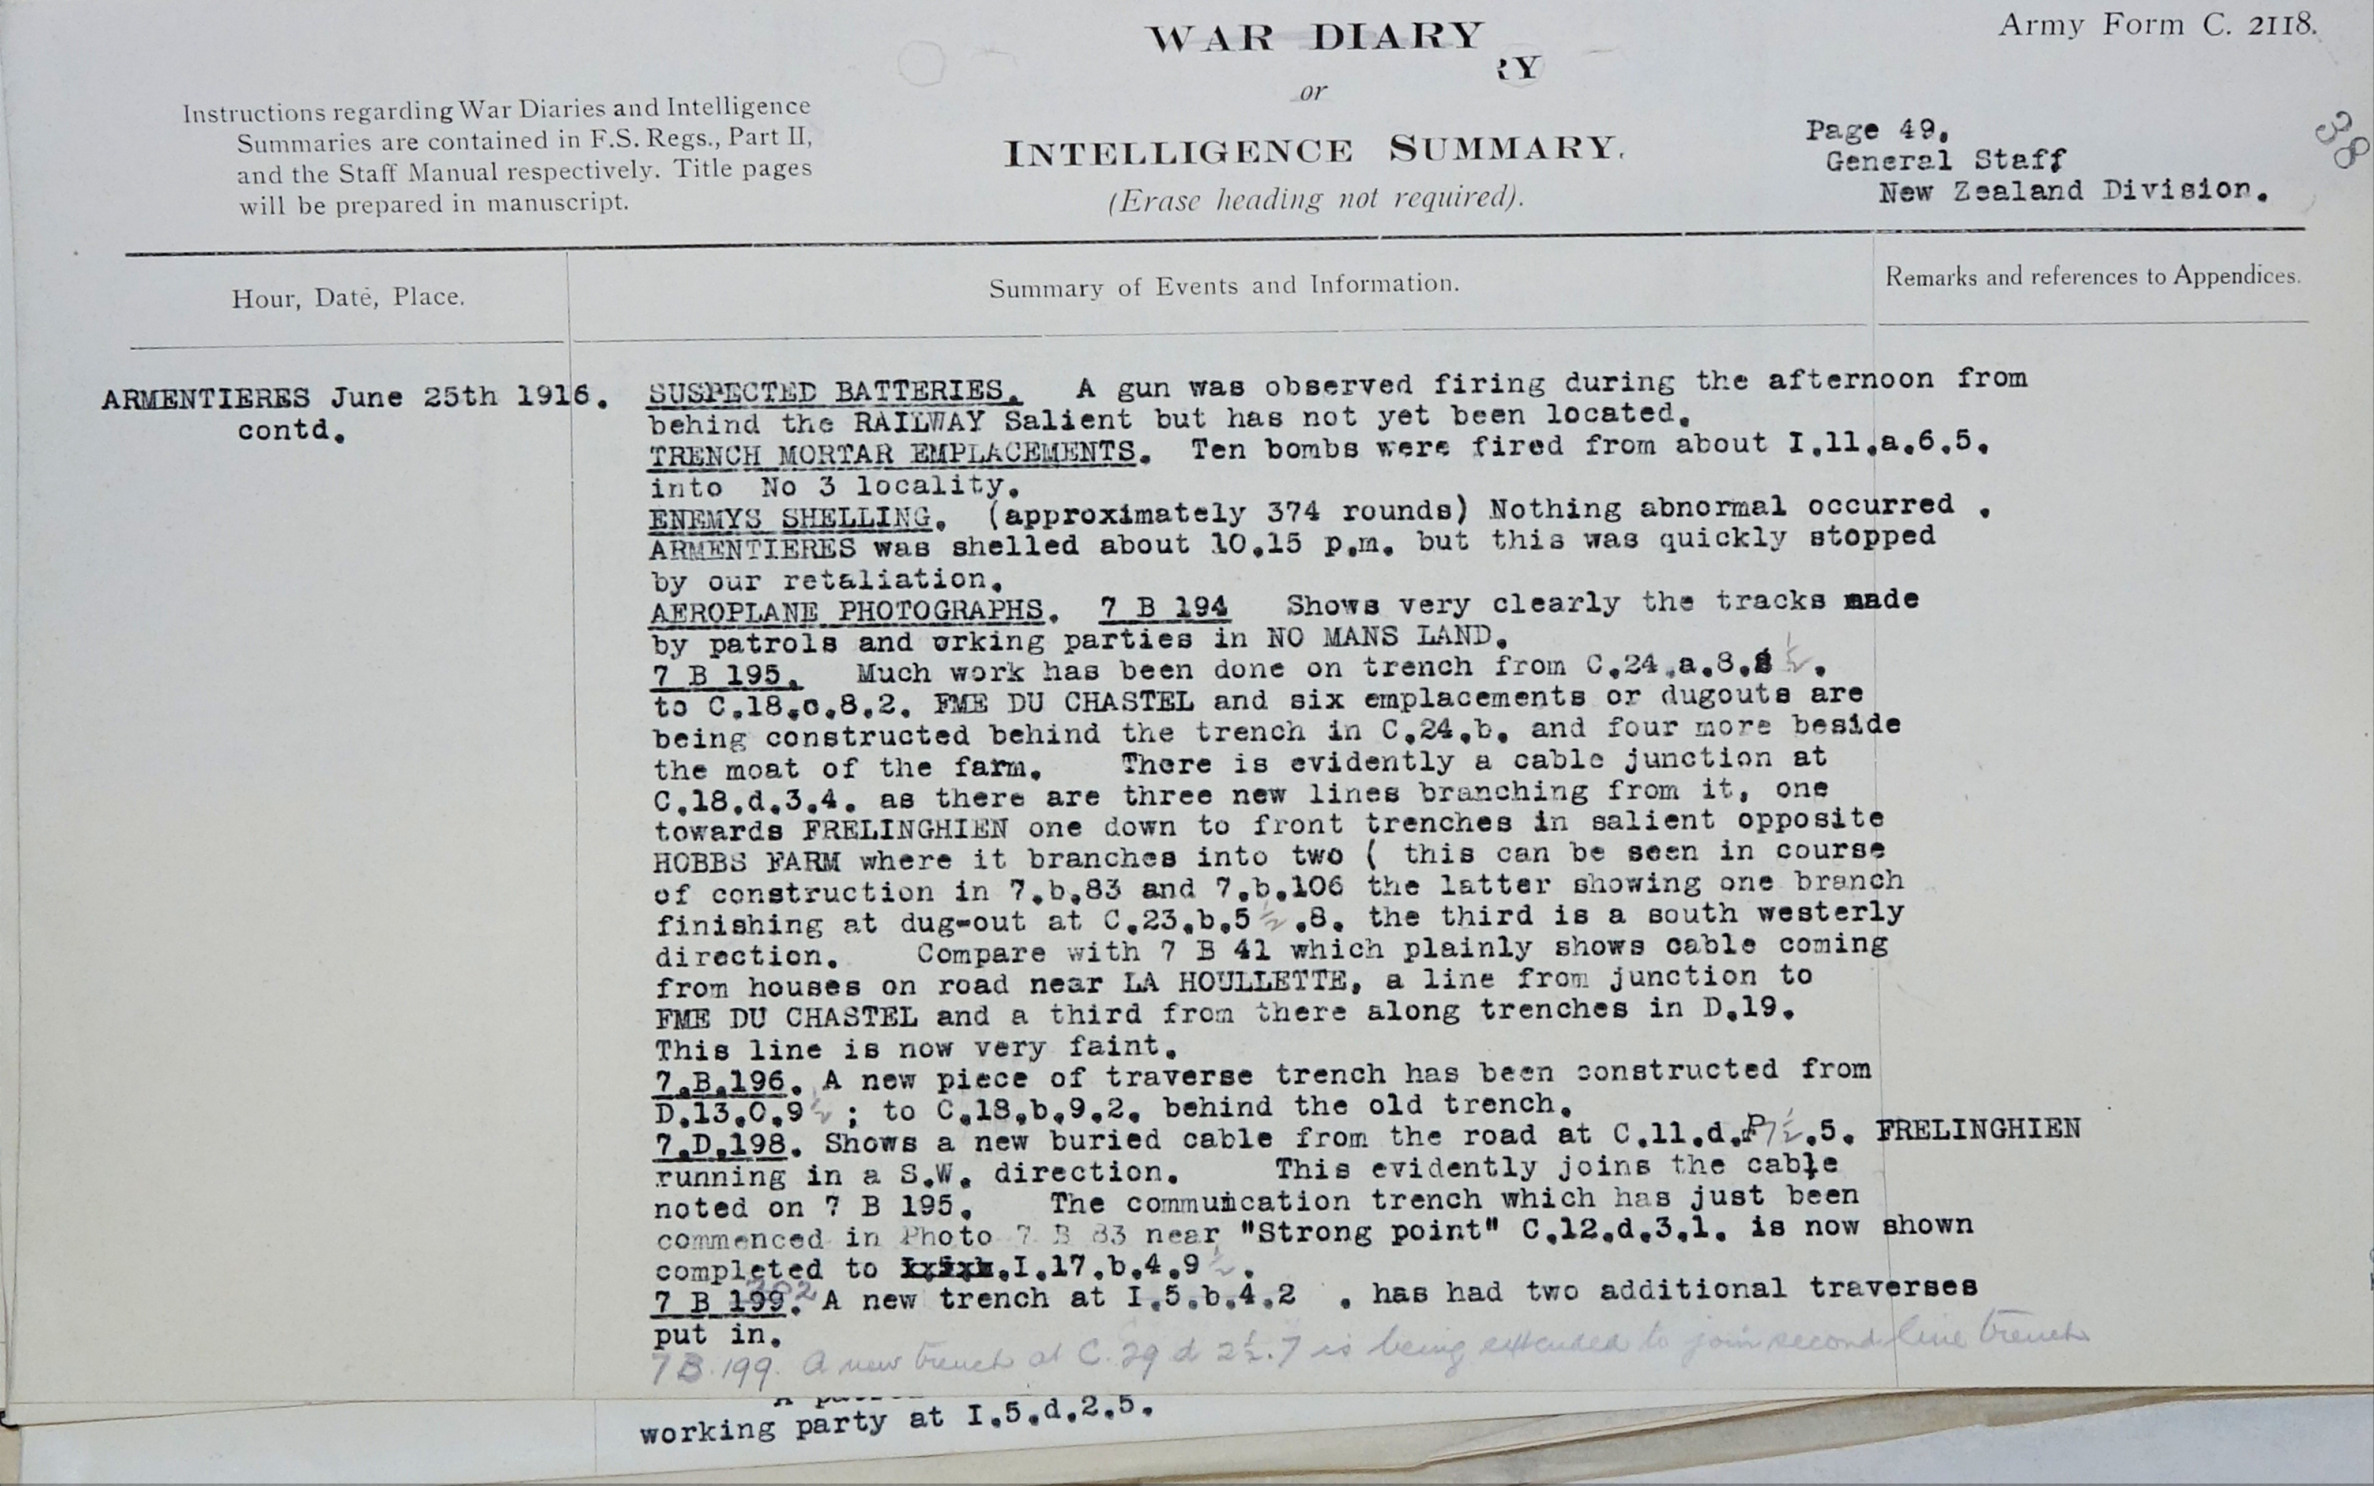 WAR DIARY
RY
or
INTELLIGENCE SUMMARY.
(Erase heading not required).
Army Form C. 2118.
Instructions regarding War Diaries and Intelligence
Summaries are contained in F.S. Regs., Part II,
and the Staff Manual respectively. Title pages
will be prepared in manuscript.
Page 49.
General Staff
New Zealand Division.
38
Hour, Date, Place.
Summary of Events and Information.
Remarks and references to Appendices.
ARMENTIERES June 25th 1916.
contd.
SUSPECTED BATTERIES. A gun was observed firing during the afternoon from
behind the RAILWAY Salient but has not yet been located.
TRENCH MORTAR EMPLACEMENTS. Ten bombs were fired from about I.11.a.6.5.
into No 3 locality.
ENEMYS SHELLING. (approximately 374 rounds) Nothing abnormal occurred .
ARMENTIERES was shelled about 10.15 p.m. but this was quickly stopped
by our retaliation.
AEROPLANE PHOTOGRAPHS. 7 B 194 Shows very clearly the tracks made
by patrols and orking parties in NO MANS LAND.
7 B 195. Much work has been done on trench from C.24.a.8. ½.
to C.18.c.8.2. FME DU CHASTEL and six emplacements or dugouts are
being constructed behind the trench in C.24.b. and four more beside
the moat of the farm. There is evidently a cable junction at
C.18.d.3.4. as there are three new lines branching from it, one
towards FRELINGHIEN one down to front trenches in salient opposite
HOBBS FARM where it branches into two ( this can be seen in course
of construction in 7.b.83 and 7.b.106 the latter showing one branch
finishing at dug-out at C.23.b.5½.8. the third is a south westerly
direction. Compare with 7 B 41 which plainly shows cable coming
from houses on road near LA HOULLETTE, a line from junction to
FME DU CHASTEL and a third from there along trenches in D.19.
This line is now very faint.
7.B.196. A new piece of traverse trench has been constructed from
D.13.0.9½ ; to C.18.b.9.2. behind the old trench.
7.D.198. Shows a new buried cable from the road at C.11.d.7½.5. FRELINGHIEN
running in a S.W. direction. This evidently joins the cable
noted on 7 B 195. The commuication trench which has just been
commenced in Photo 7 B 83 near "Strong point" C.12.d.3.1. is now shown
completed to I.17.b.4.9½.
202
7 B 199. A new trench at I.5.b.4.2 . has had two additional traverses
put in.
7 B. 199. A new trench at C. 29 d 2½.7 is being extended to join second line trench
working party at I.5.d.2.5.